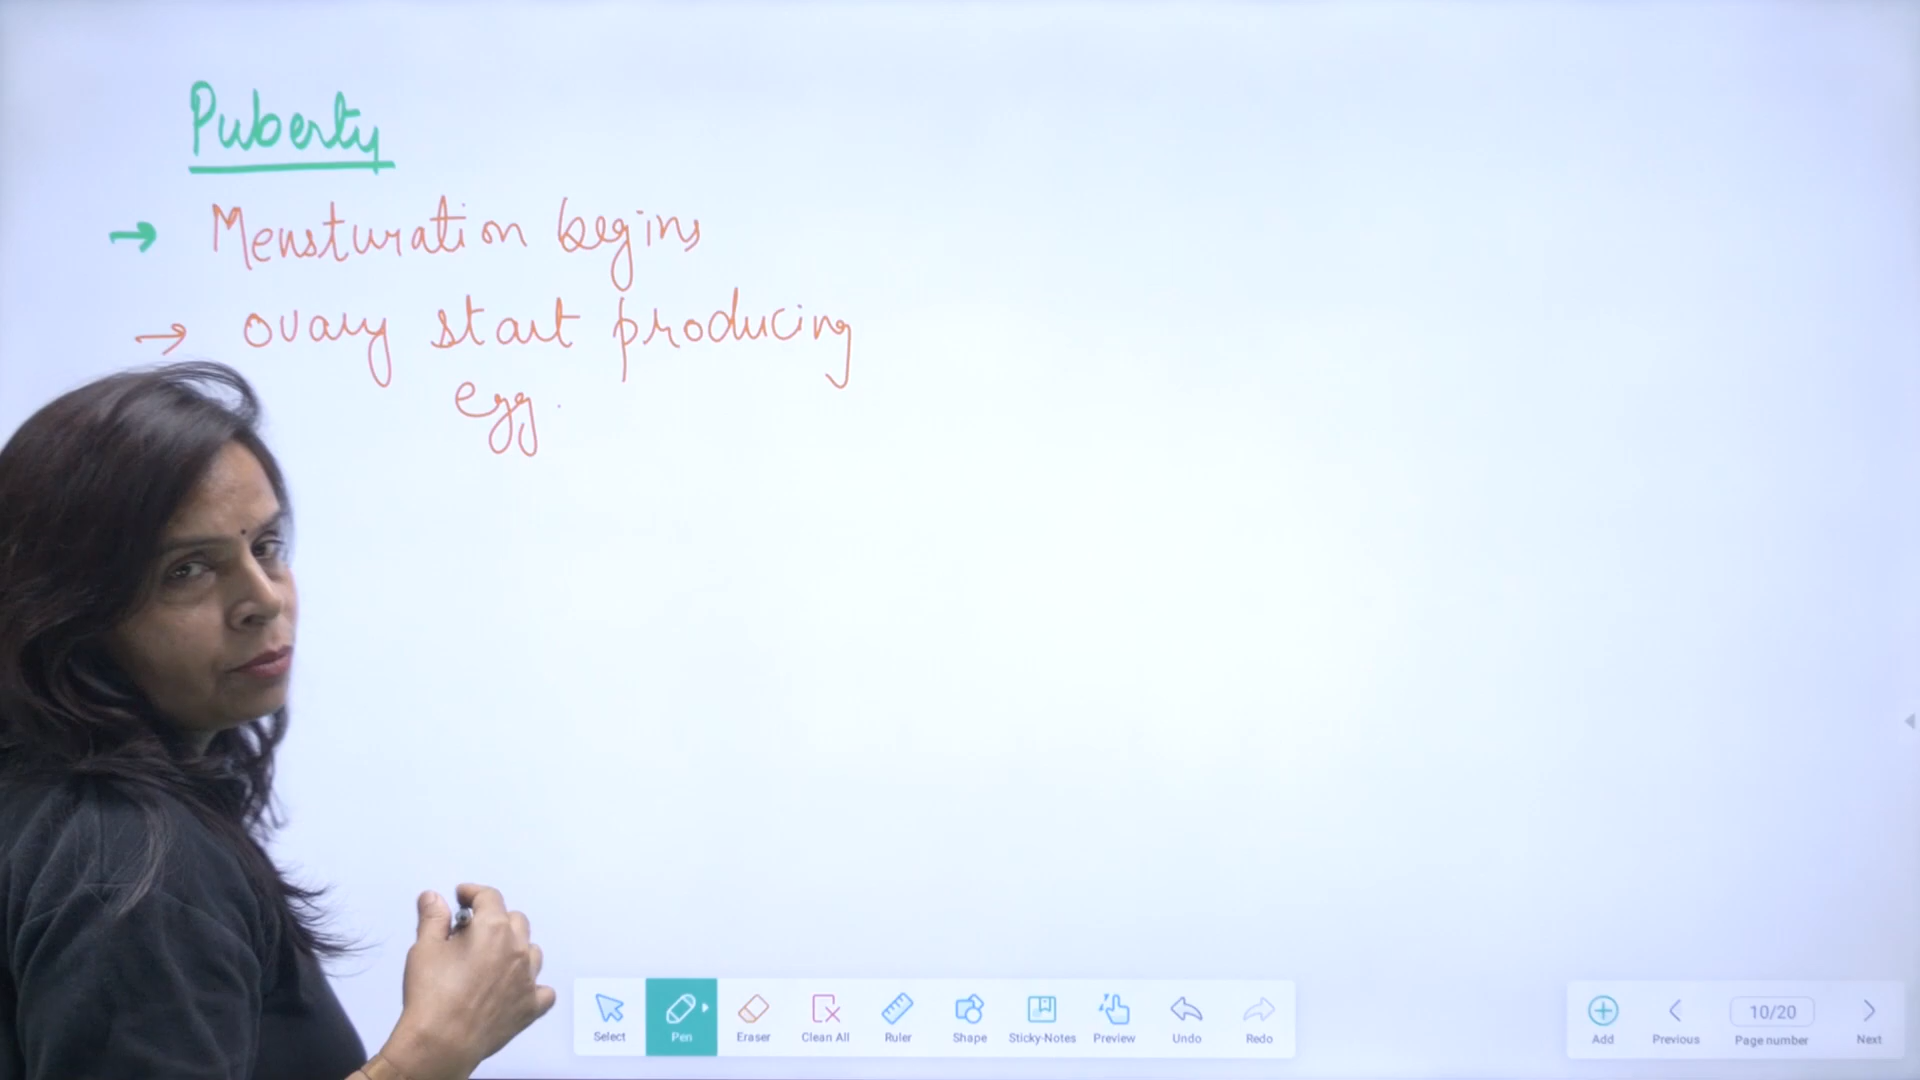 Puberty
→ Mensturation begins
→ ovary start producing
egg.
Select Pen Eraser Clean All Ruler Shape Sticky-Notes Preview Undo Redo
Add Previous 10/20 Page number Next